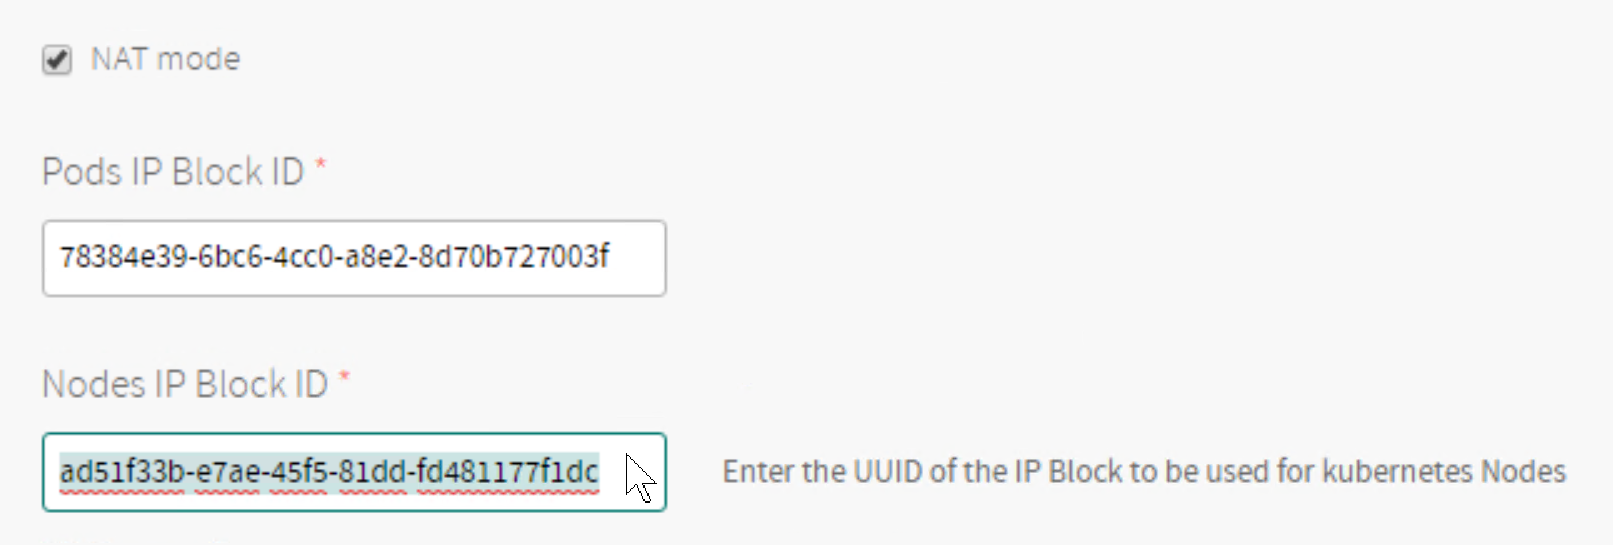 NAT mode
Pods IP Block ID *
78384e39-6bc6-4cc0-a8e2-8d70b727003f
Nodes IP Block ID *
ad51f33b-e7ae-45f5-81dd-fd481177f1dc
Enter the UUID of the IP Block to be used for kubernetes Nodes